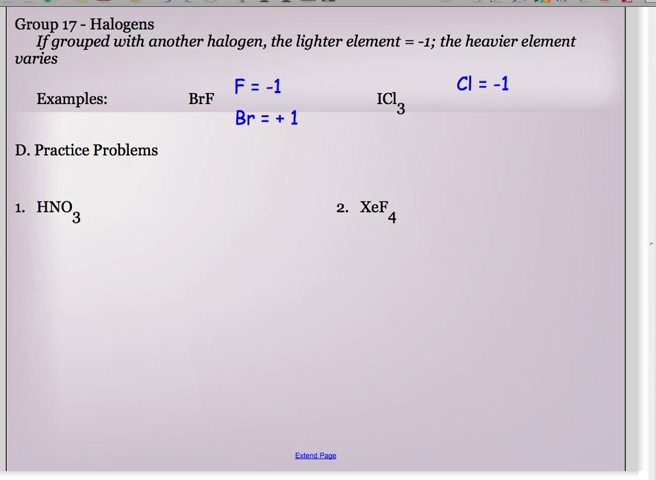 Group 17 - Halogens
If grouped with another halogen, the lighter element = -1; the heavier element
varies
F = -1
Cl = -1
Examples: BrF ICl3
Br = + 1
D. Practice Problems
1. HNO3 2. XeF4
Extend Page